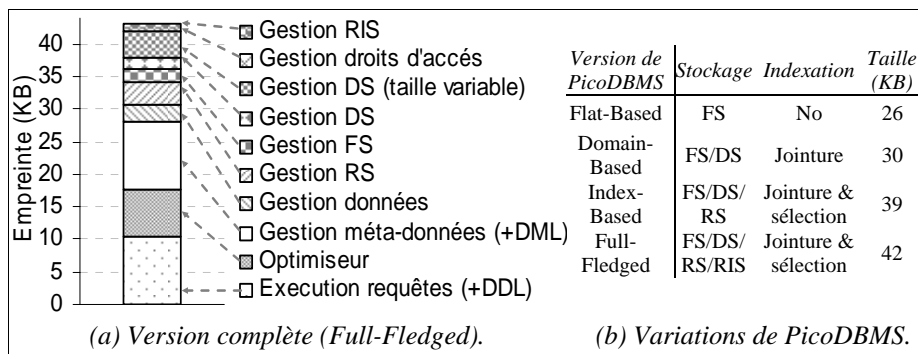 Empreinte (KB)
40
35
30
25
20
15
10
5
0
Gestion RIS
Gestion droits d'accés
Gestion DS (taille variable)
Gestion DS
Gestion FS
Gestion RS
Gestion données
Gestion méta-données (+DML)
Optimiseur
Execution requêtes (+DDL)
(a) Version complète (Full-Fledged).
Version de PicoDBMS Stockage Indexation Taille (KB)
Flat-Based FS No 26
Domain-Based FS/DS Jointure 30
Index-Based FS/DS/RS Jointure & sélection 39
Full-Fledged FS/DS/RS/RIS Jointure & sélection 42
(b) Variations de PicoDBMS.